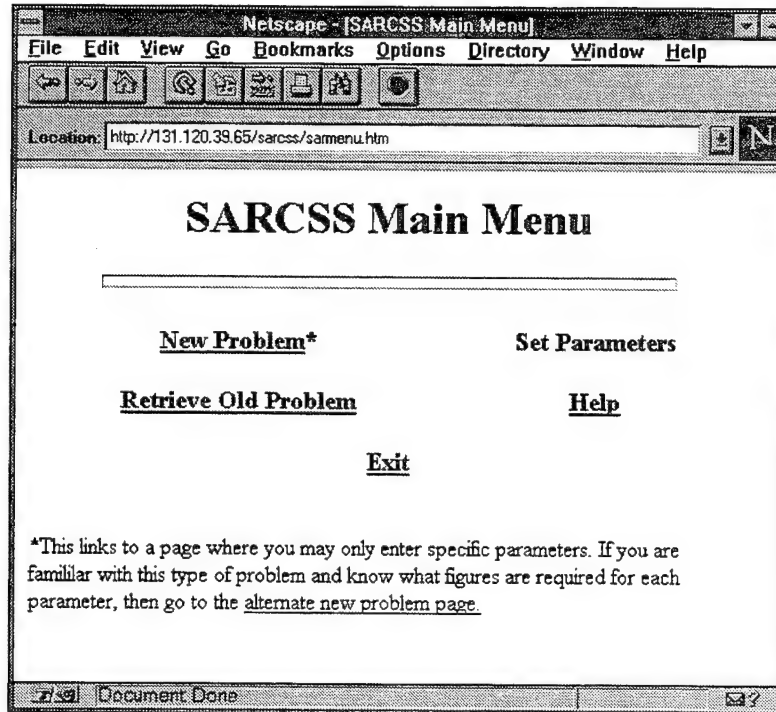 Netscape - [SARCSS Main Menu]
File Edit View Go Bookmarks Options Directory Window Help
Location: http://131.120.39.65/sarcss/sarmenu.htm
N
SARCSS Main Menu
New Problem* Set Parameters
Retrieve Old Problem Help
Exit
*This links to a page where you may only enter specific parameters. If you are
famililar with this type of problem and know what figures are required for each
parameter, then go to the alternate new problem page.
Document: Done
?